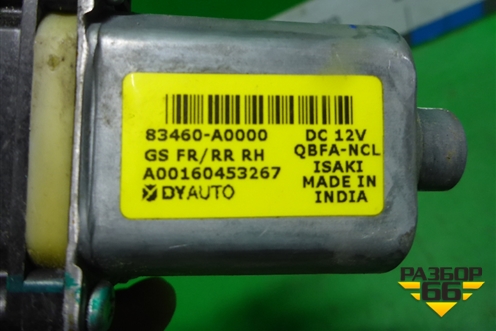 83460-A0000 DC 12V
GS FR/RR RH QBFA-NCL
A00160453267 ISAKI
DYAUTO MADE IN
INDIA
РАЗБОР
66